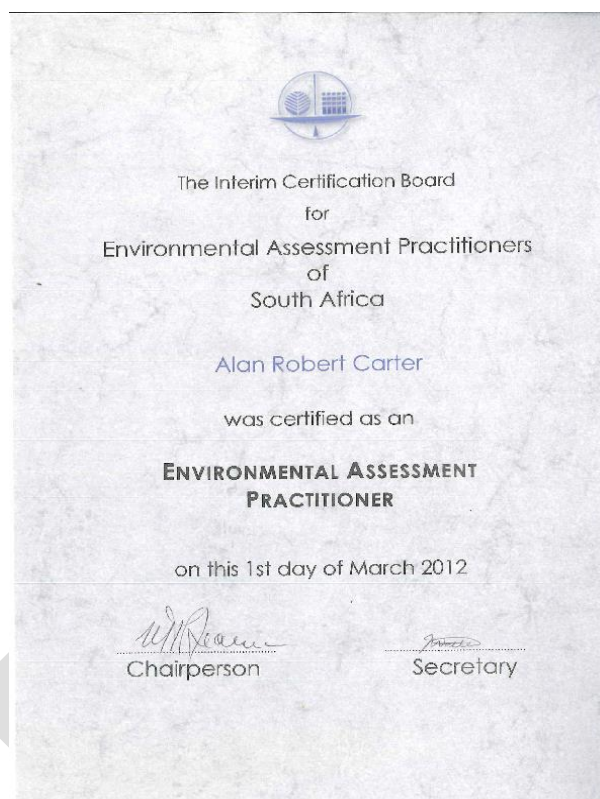 The Interim Certification Board
for
Environmental Assessment Practitioners
of
South Africa
Alan Robert Carter
was certified as an
ENVIRONMENTAL ASSESSMENT
PRACTITIONER
on this 1st day of March 2012
Chairperson
Secretary